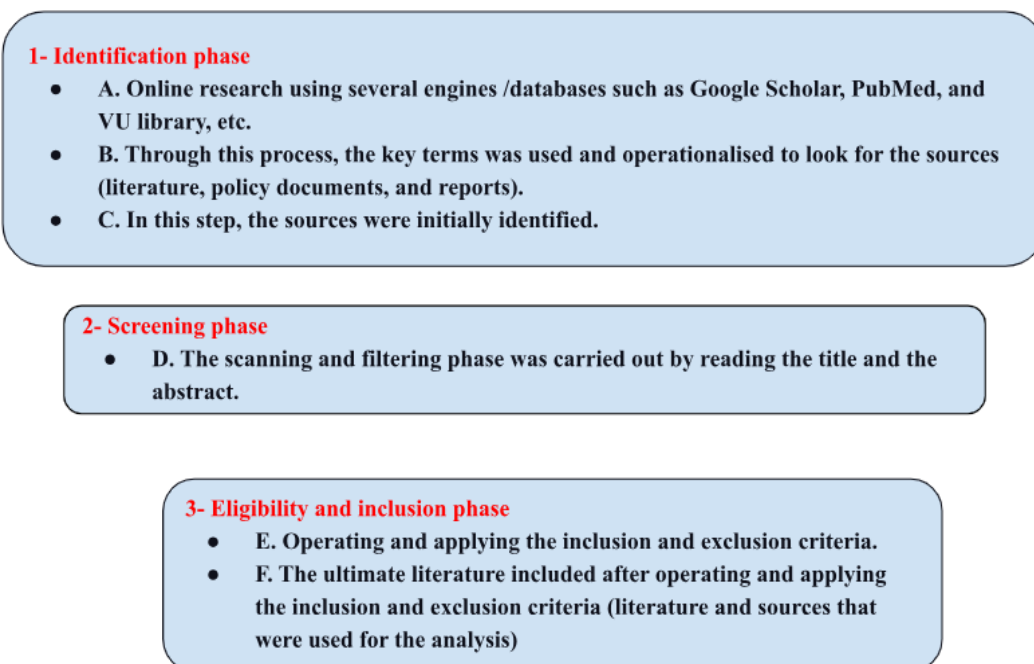 1- Identification phase
● A. Online research using several engines /databases such as Google Scholar, PubMed, and
VU library, etc.
● B. Through this process, the key terms was used and operationalised to look for the sources
(literature, policy documents, and reports).
● C. In this step, the sources were initially identified.
2- Screening phase
● D. The scanning and filtering phase was carried out by reading the title and the
abstract.
3- Eligibility and inclusion phase
● E. Operating and applying the inclusion and exclusion criteria.
● F. The ultimate literature included after operating and applying
the inclusion and exclusion criteria (literature and sources that
were used for the analysis)